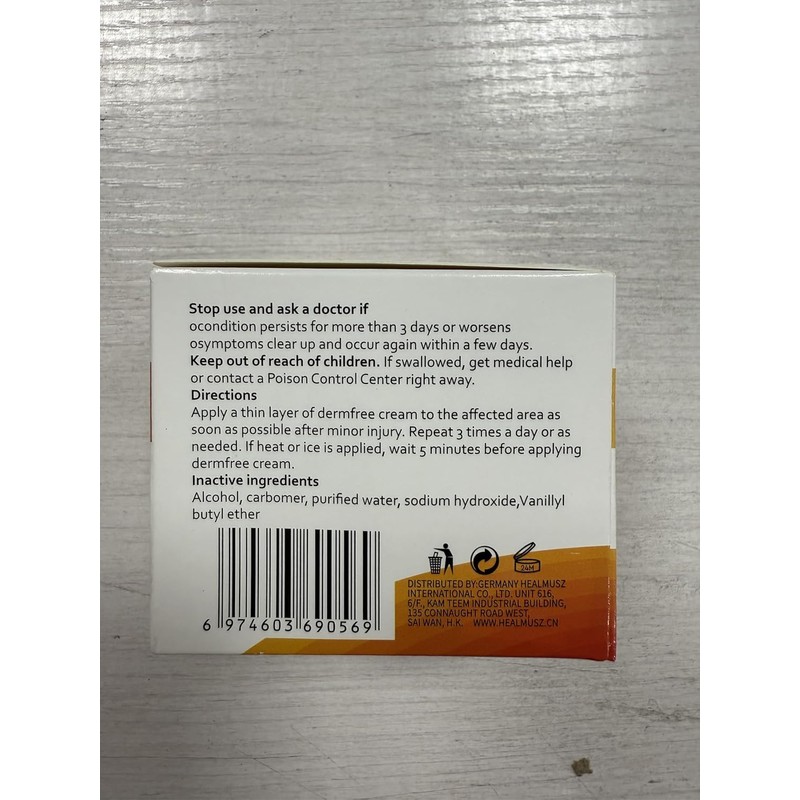 Stop use and ask a doctor if
ocondition persists for more than 3 days or worsens
osymptoms clear up and occur again within a few days.
Keep out of reach of children. If swallowed, get medical help
or contact a Poison Control Center right away.
Directions
Apply a thin layer of dermfree cream to the affected area as
soon as possible after minor injury. Repeat 3 times a day or as
needed. If heat or ice is applied, wait 5 minutes before applying
dermfree cream.
Inactive ingredients
Alcohol, carbomer, purified water, sodium hydroxide,Vanillyl
butyl ether
24M
DISTRIBUTED BY:GERMANY HEALMUSZ
INTERNATIONAL CO., LTD. UNIT 616,
6/F., KAM TEEM INDUSTRIAL BUILDING,
135 CONNAUGHT ROAD WEST,
SAI WAN, H.K. WWW.HEALMUSZ.CN
6 974603 690569